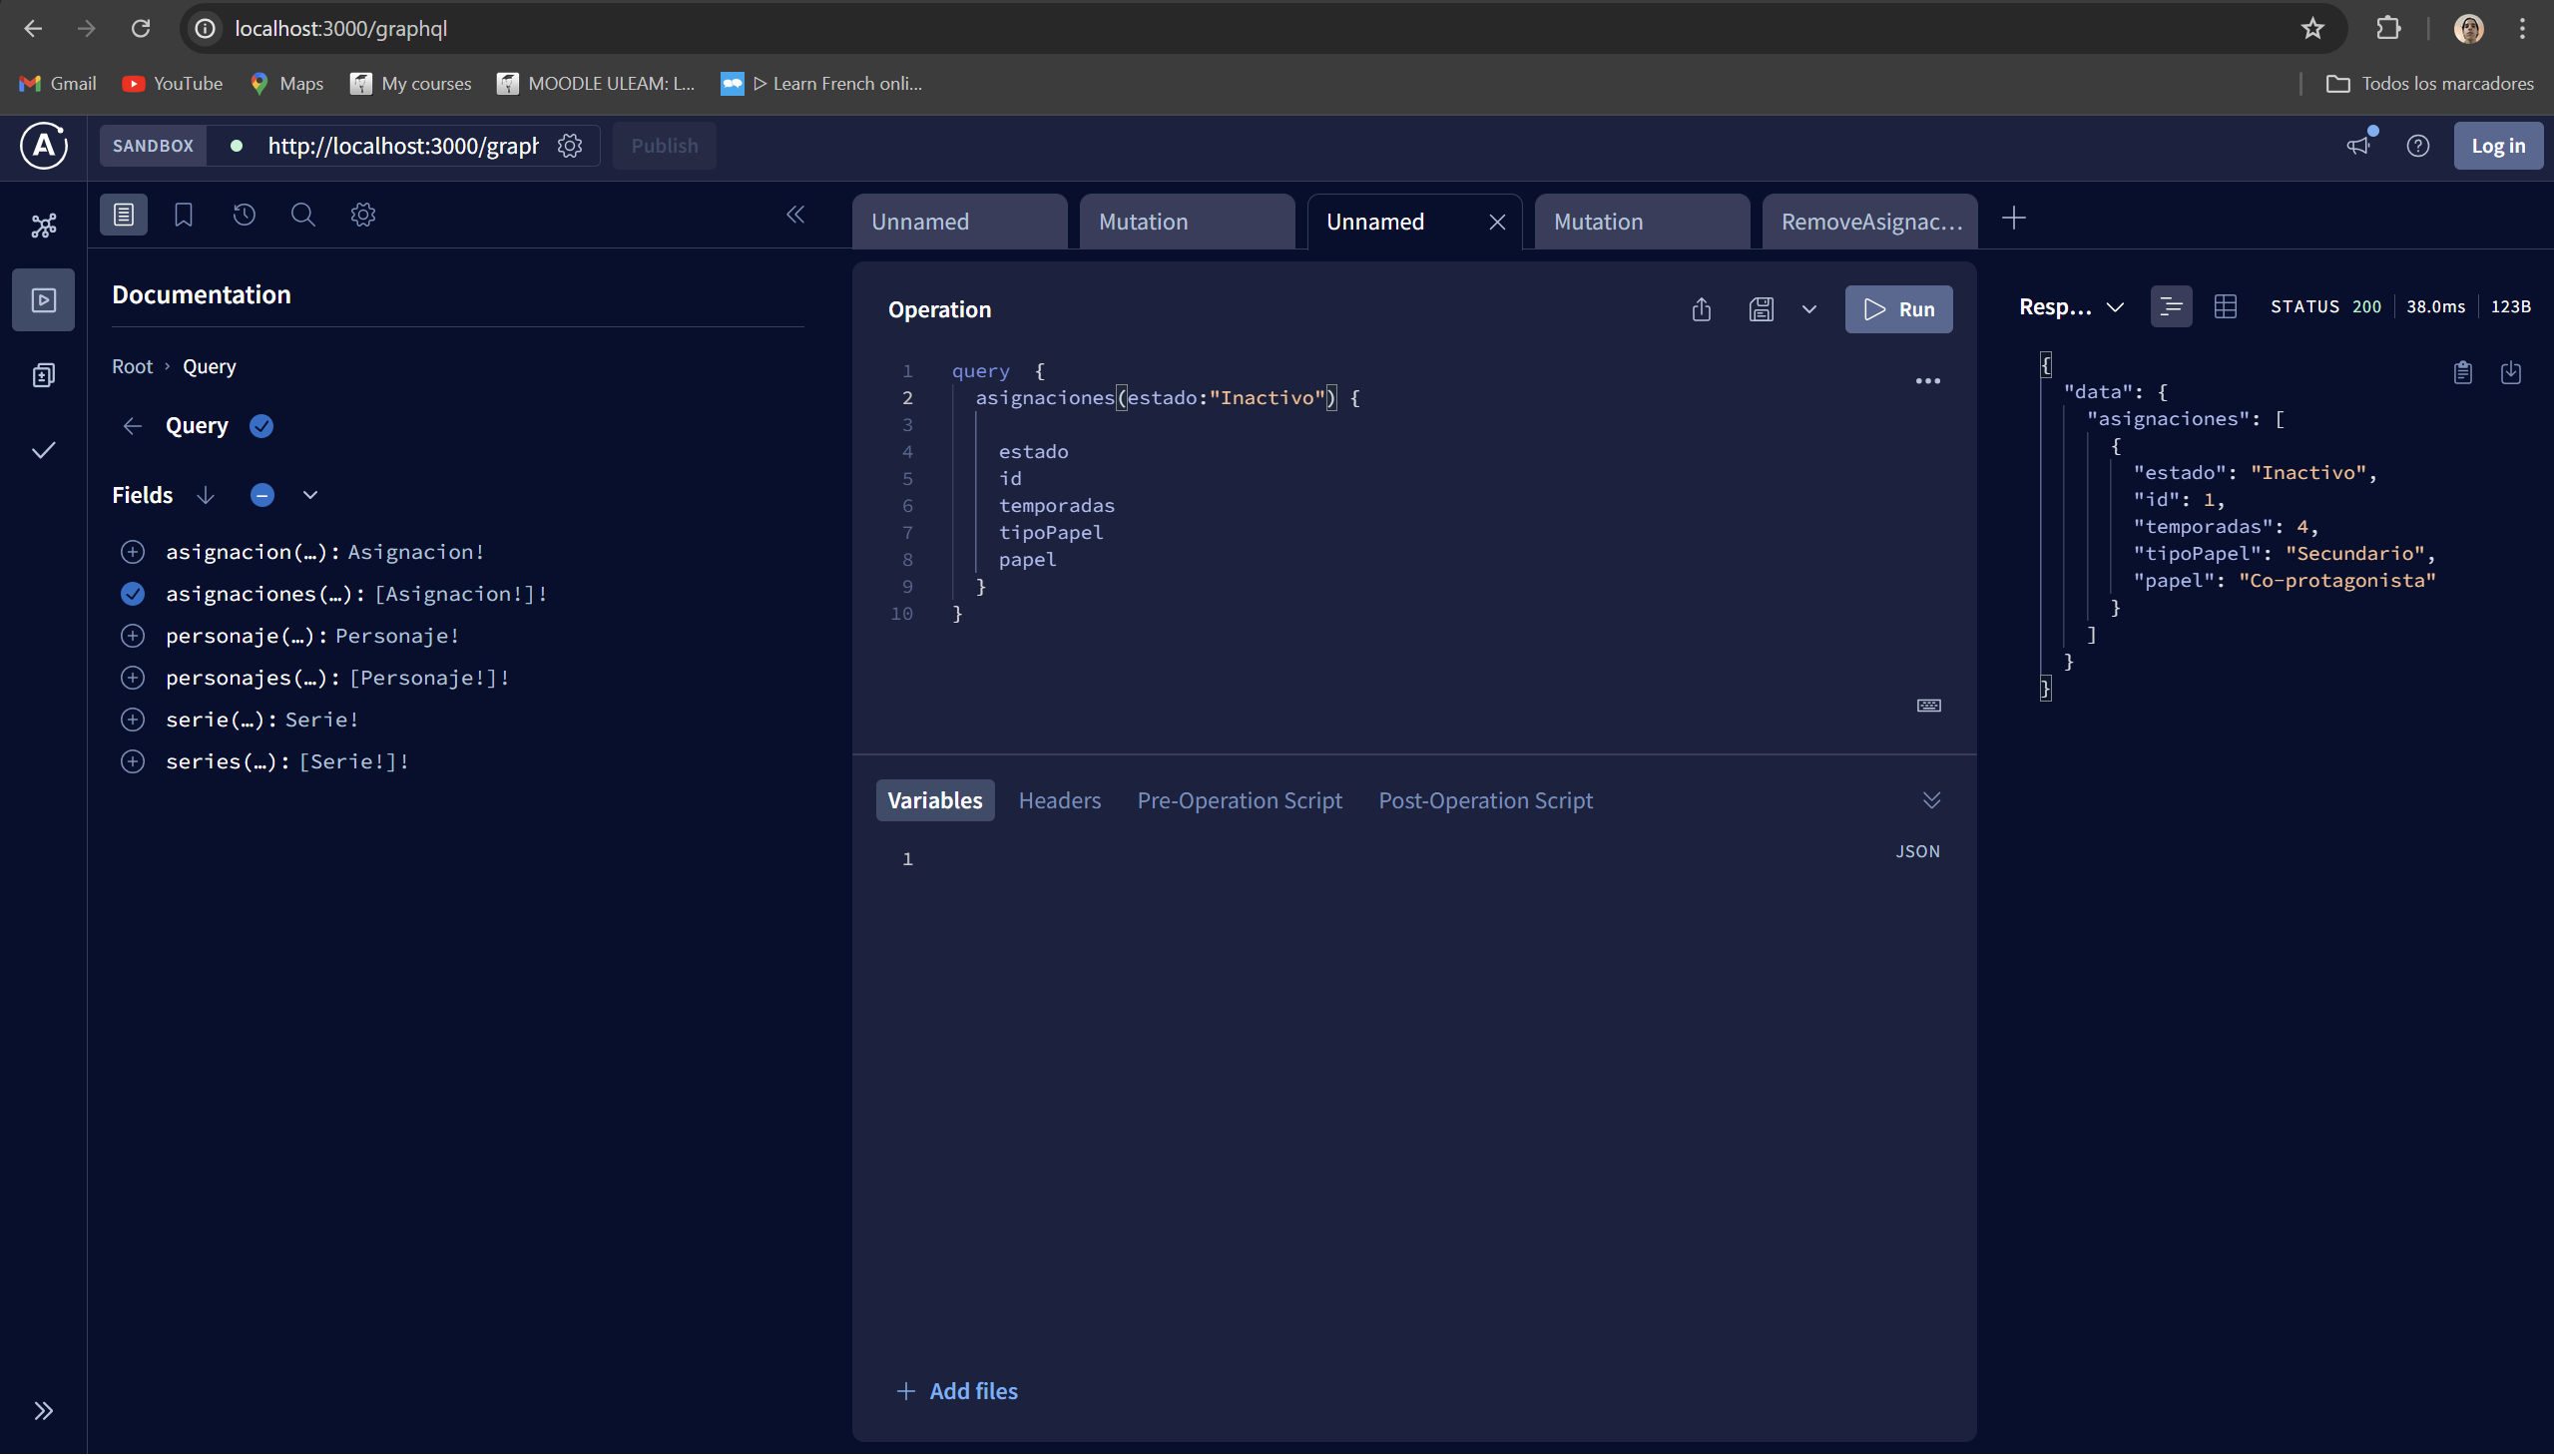 localhost:3000/graphql
Gmail YouTube Maps My courses MOODLE ULEAM: L... ▷ Learn French onli... Todos los marcadores
SANDBOX http://localhost:3000/graph Publish Log in
Unnamed Mutation Unnamed Mutation RemoveAsignac...
Documentation
Root › Query
Query
Fields
asignacion(…): Asignacion!
asignaciones(…): [Asignacion!]!
personaje(…): Personaje!
personajes(…): [Personaje!]!
serie(…): Serie!
series(…): [Serie!]!
Operation
Run
1 query {
2 asignaciones(estado:"Inactivo") {
3
4 estado
5 id
6 temporadas
7 tipoPapel
8 papel
9 }
10 }
Variables Headers Pre-Operation Script Post-Operation Script
1
JSON
+ Add files
Resp... STATUS 200 38.0ms 123B
{
"data": {
"asignaciones": [
{
"estado": "Inactivo",
"id": 1,
"temporadas": 4,
"tipoPapel": "Secundario",
"papel": "Co-protagonista"
}
]
}
}